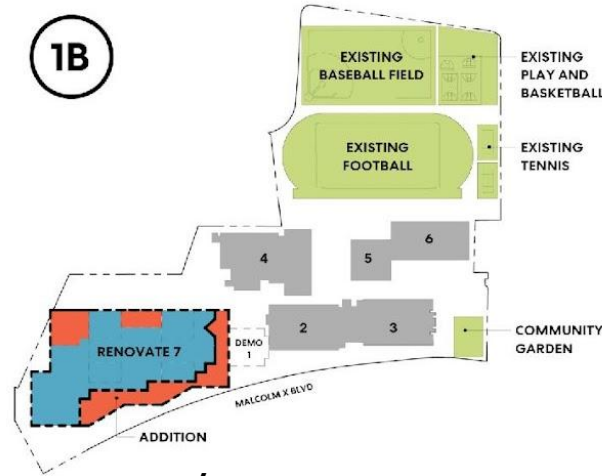 1B
EXISTING
BASEBALL FIELD
EXISTING
PLAY AND
BASKETBALL
EXISTING
FOOTBALL
EXISTING
TENNIS
4
5
6
2
3
RENOVATE 7
DEMO
1
COMMUNITY
GARDEN
MALCOLM X BLVD
ADDITION